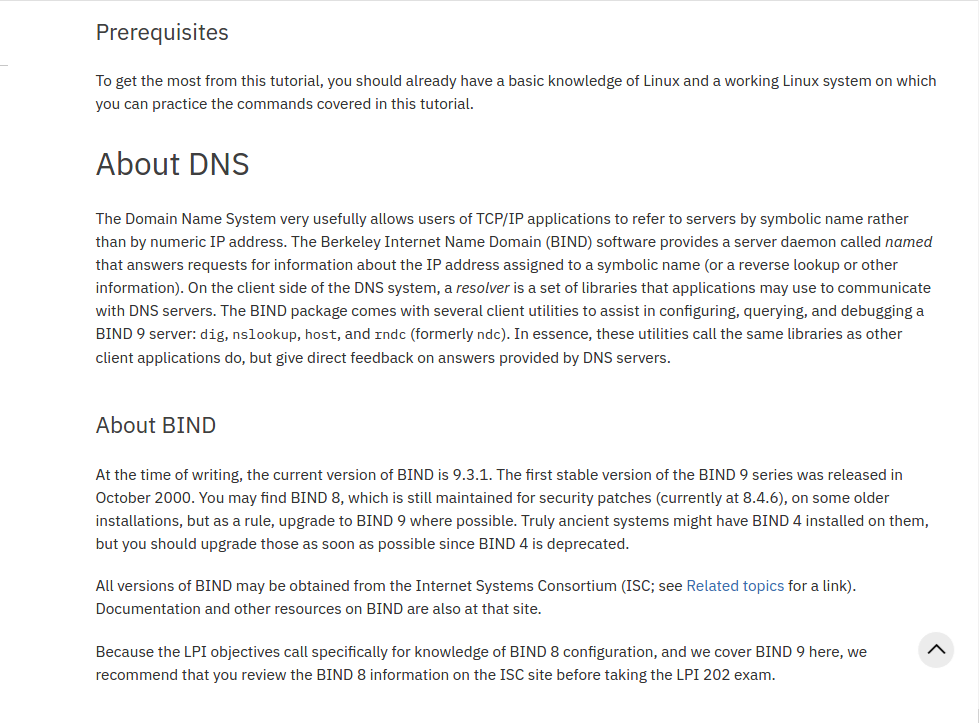 Prerequisites
To get the most from this tutorial, you should already have a basic knowledge of Linux and a working Linux system on which
you can practice the commands covered in this tutorial.
About DNS
The Domain Name System very usefully allows users of TCP/IP applications to refer to servers by symbolic name rather
than by numeric IP address. The Berkeley Internet Name Domain (BIND) software provides a server daemon called named
that answers requests for information about the IP address assigned to a symbolic name (or a reverse lookup or other
information). On the client side of the DNS system, a resolver is a set of libraries that applications may use to communicate
with DNS servers. The BIND package comes with several client utilities to assist in configuring, querying, and debugging a
BIND 9 server: dig, nslookup, host, and rndc (formerly ndc). In essence, these utilities call the same libraries as other
client applications do, but give direct feedback on answers provided by DNS servers.
About BIND
At the time of writing, the current version of BIND is 9.3.1. The first stable version of the BIND 9 series was released in
October 2000. You may find BIND 8, which is still maintained for security patches (currently at 8.4.6), on some older
installations, but as a rule, upgrade to BIND 9 where possible. Truly ancient systems might have BIND 4 installed on them,
but you should upgrade those as soon as possible since BIND 4 is deprecated.
All versions of BIND may be obtained from the Internet Systems Consortium (ISC; see Related topics for a link).
Documentation and other resources on BIND are also at that site.
Because the LPI objectives call specifically for knowledge of BIND 8 configuration, and we cover BIND 9 here, we
recommend that you review the BIND 8 information on the ISC site before taking the LPI 202 exam.